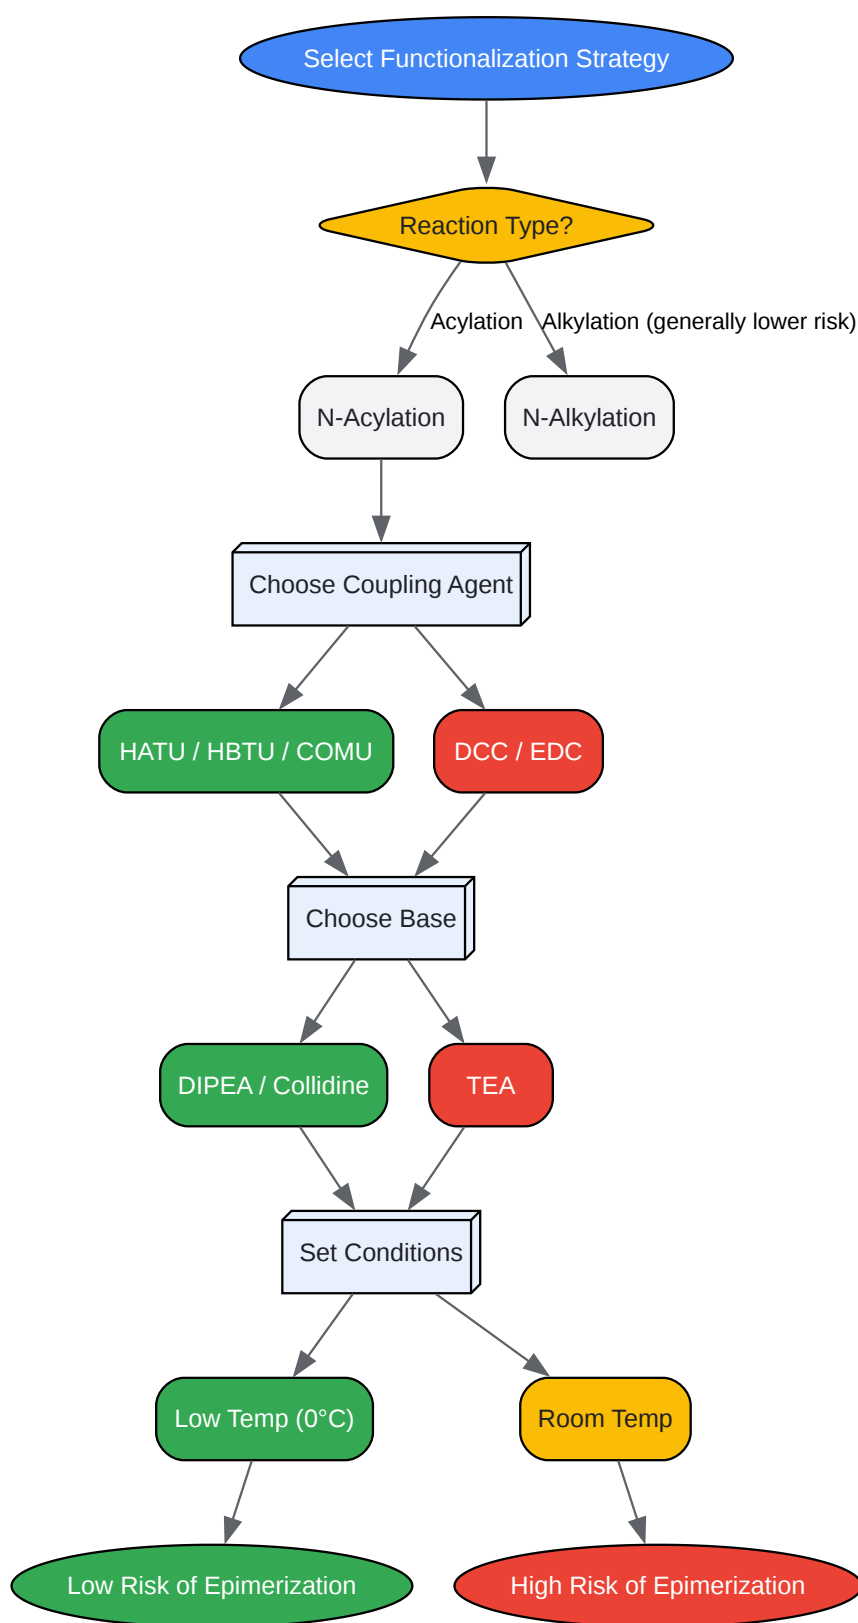 Select Functionalization Strategy
Reaction Type?
Acylation
Alkylation (generally lower risk)
N-Acylation
N-Alkylation
Choose Coupling Agent
HATU / HBTU / COMU
DCC / EDC
Choose Base
DIPEA / Collidine
TEA
Set Conditions
Low Temp (0°C)
Room Temp
Low Risk of Epimerization
High Risk of Epimerization